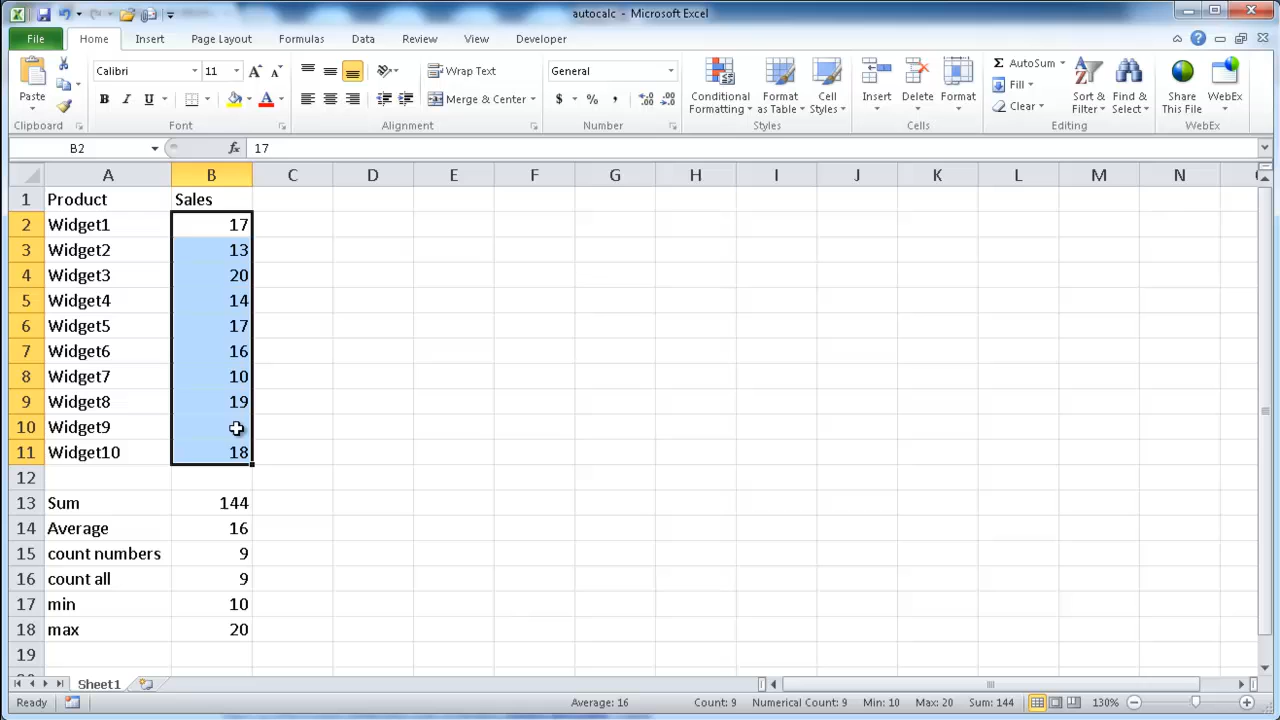 autocalc - Microsoft Excel
File Home Insert Page Layout Formulas Data Review View Developer
Paste
Clipboard
Calibri 11
B I U
Font
Wrap Text
Merge & Center
Alignment
General
$ % ,
Number
Conditional Formatting
Format as Table
Cell Styles
Styles
Insert Delete Format
Cells
AutoSum
Fill
Clear
Sort & Filter
Find & Select
Editing
Share This File
WebEx
WebEx
B2 fx 17
A B C D E F G H I J K L M N
1 Product Sales
2 Widget1 17
3 Widget2 13
4 Widget3 20
5 Widget4 14
6 Widget5 17
7 Widget6 16
8 Widget7 10
9 Widget8 19
10 Widget9
11 Widget10 18
12
13 Sum 144
14 Average 16
15 count numbers 9
16 count all 9
17 min 10
18 max 20
19
Sheet1
Ready Average: 16 Count: 9 Numerical Count: 9 Min: 10 Max: 20 Sum: 144 130%